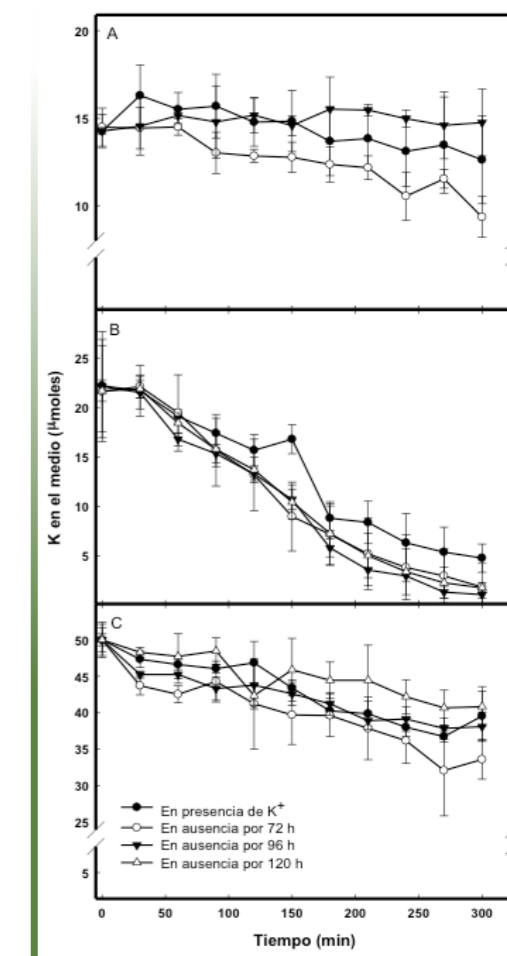 20
A
15
10
B
25
20
15
10
5
K en el medio (µmoles)
C
50
45
40
35
30
25
5
En presencia de K+
En ausencia por 72 h
En ausencia por 96 h
En ausencia por 120 h
0 50 100 150 200 250 300
Tiempo (min)